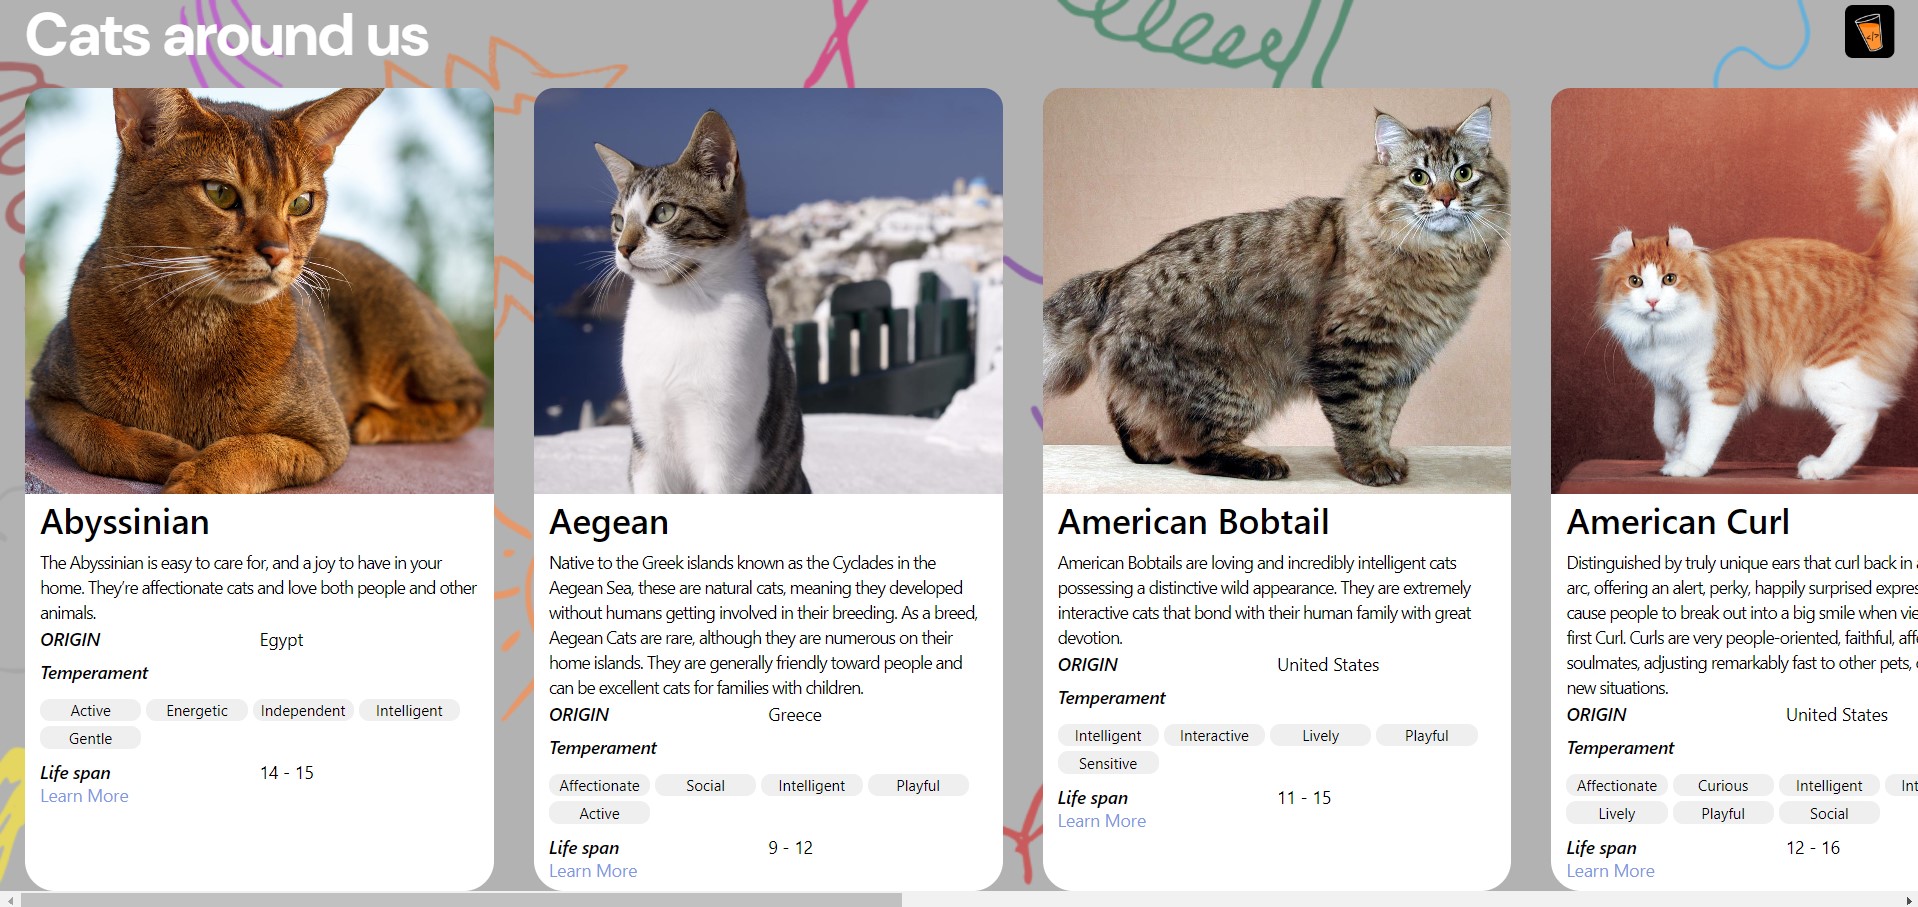 Cats around us
</>
Abyssinian
The Abyssinian is easy to care for, and a joy to have in your
home. They're affectionate cats and love both people and other
animals.
ORIGIN Egypt
Temperament
Active Energetic Independent Intelligent
Gentle
Life span 14 - 15
Learn More
Aegean
Native to the Greek islands known as the Cyclades in the
Aegean Sea, these are natural cats, meaning they developed
without humans getting involved in their breeding. As a breed,
Aegean Cats are rare, although they are numerous on their
home islands. They are generally friendly toward people and
can be excellent cats for families with children.
ORIGIN Greece
Temperament
Affectionate Social Intelligent Playful
Active
Life span 9 - 12
Learn More
American Bobtail
American Bobtails are loving and incredibly intelligent cats
possessing a distinctive wild appearance. They are extremely
interactive cats that bond with their human family with great
devotion.
ORIGIN United States
Temperament
Intelligent Interactive Lively Playful
Sensitive
Life span 11 - 15
Learn More
American Curl
Distinguished by truly unique ears that curl back in
arc, offering an alert, perky, happily surprised expres
cause people to break out into a big smile when vie
first Curl. Curls are very people-oriented, faithful, aff
soulmates, adjusting remarkably fast to other pets,
new situations.
ORIGIN United States
Temperament
Affectionate Curious Intelligent Int
Lively Playful Social
Life span 12 - 16
Learn More